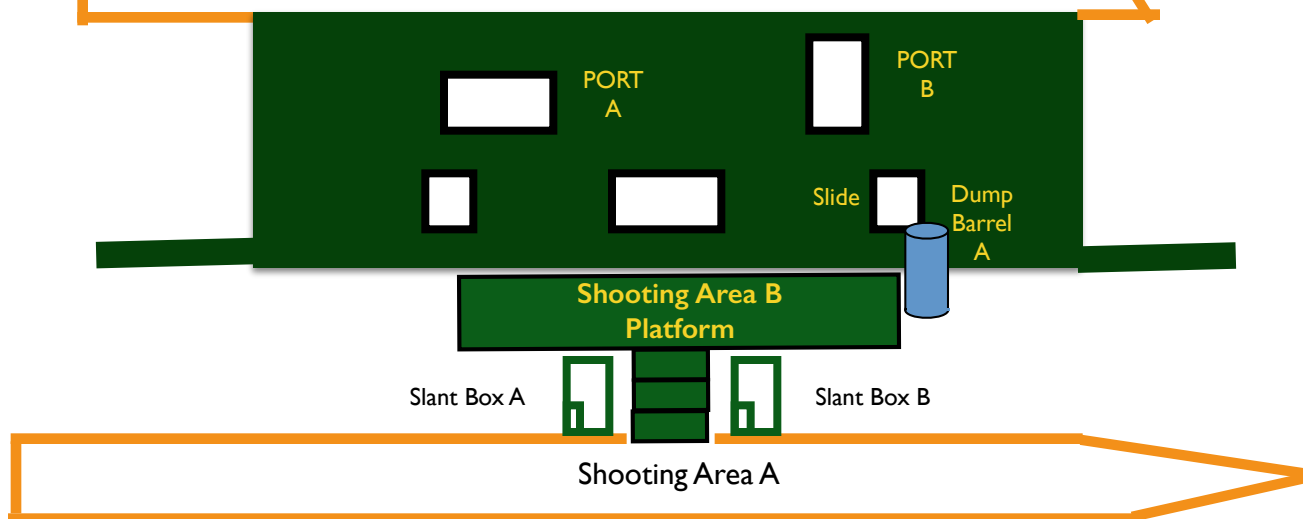 PORT
A
PORT
B
Slide
Dump
Barrel
A
Shooting Area B
Platform
Slant Box A
Slant Box B
Shooting Area A